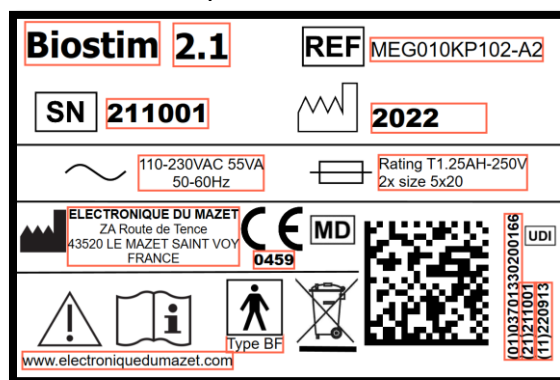 Biostim 2.1
REF MEG010KP102-A2
SN 211001
2022
110-230VAC 55VA
50-60Hz
Rating T1.25AH-250V
2x size 5x20
ELECTRONIQUE DU MAZET
ZA Route de Tence
43520 LE MAZET SAINT VOY
FRANCE
CE
0459
MD
UDI
(01)03701330200166
(21)211001
(11)220913
Type BF
www.electroniquedumazet.com